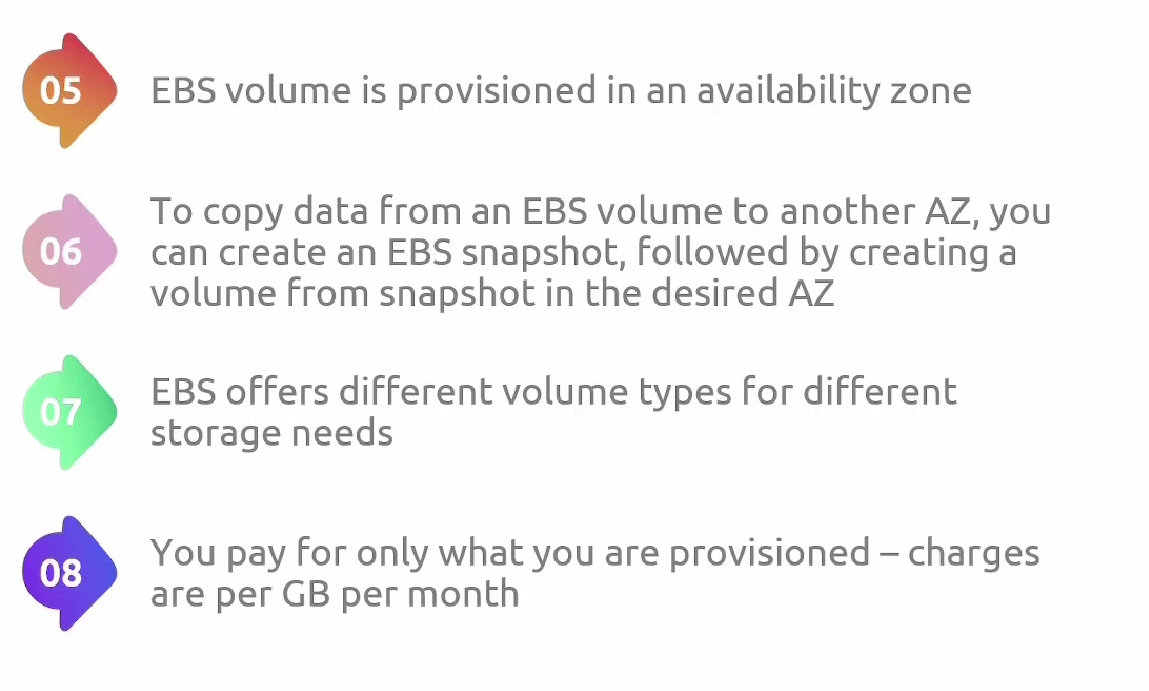 05
EBS volume is provisioned in an availability zone
06
To copy data from an EBS volume to another AZ, you
can create an EBS snapshot, followed by creating a
volume from snapshot in the desired AZ
07
EBS offers different volume types for different
storage needs
08
You pay for only what you are provisioned – charges
are per GB per month